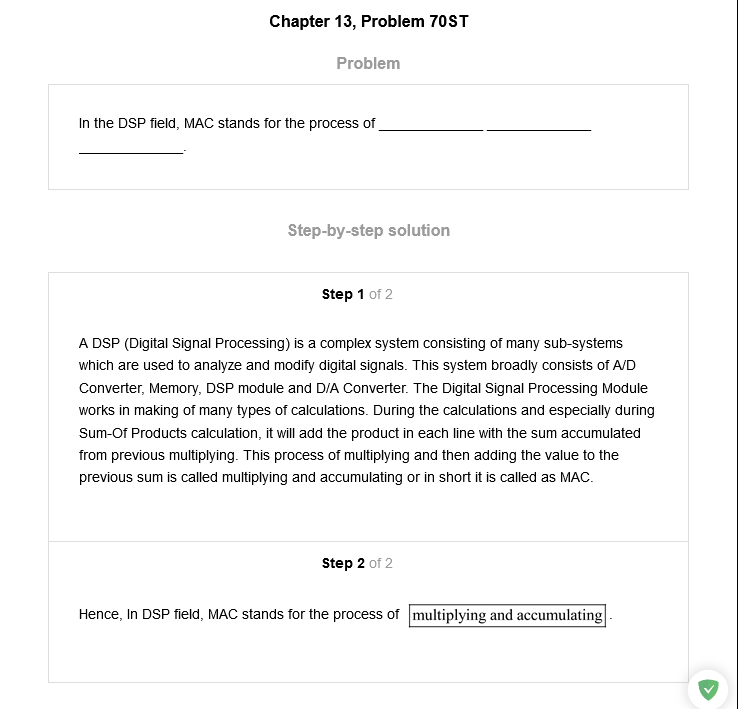 Chapter 13, Problem 70ST
Problem
In the DSP field, MAC stands for the process of _____________ _____________
_____________.
Step-by-step solution
Step 1 of 2
A DSP (Digital Signal Processing) is a complex system consisting of many sub-systems
which are used to analyze and modify digital signals. This system broadly consists of A/D
Converter, Memory, DSP module and D/A Converter. The Digital Signal Processing Module
works in making of many types of calculations. During the calculations and especially during
Sum-Of Products calculation, it will add the product in each line with the sum accumulated
from previous multiplying. This process of multiplying and then adding the value to the
previous sum is called multiplying and accumulating or in short it is called as MAC.
Step 2 of 2
Hence, In DSP field, MAC stands for the process of multiplying and accumulating .